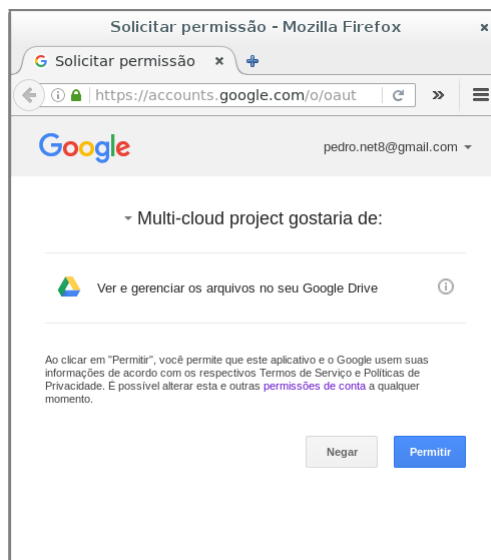 Solicitar permissão - Mozilla Firefox
Solicitar permissão
https://accounts.google.com/o/oaut
Google
pedro.net8@gmail.com
Multi-cloud project gostaria de:
Ver e gerenciar os arquivos no seu Google Drive
Ao clicar em "Permitir", você permite que este aplicativo e o Google usem suas
informações de acordo com os respectivos Termos de Serviço e Políticas de
Privacidade. É possível alterar esta e outras permissões de conta a qualquer
momento.
Negar
Permitir